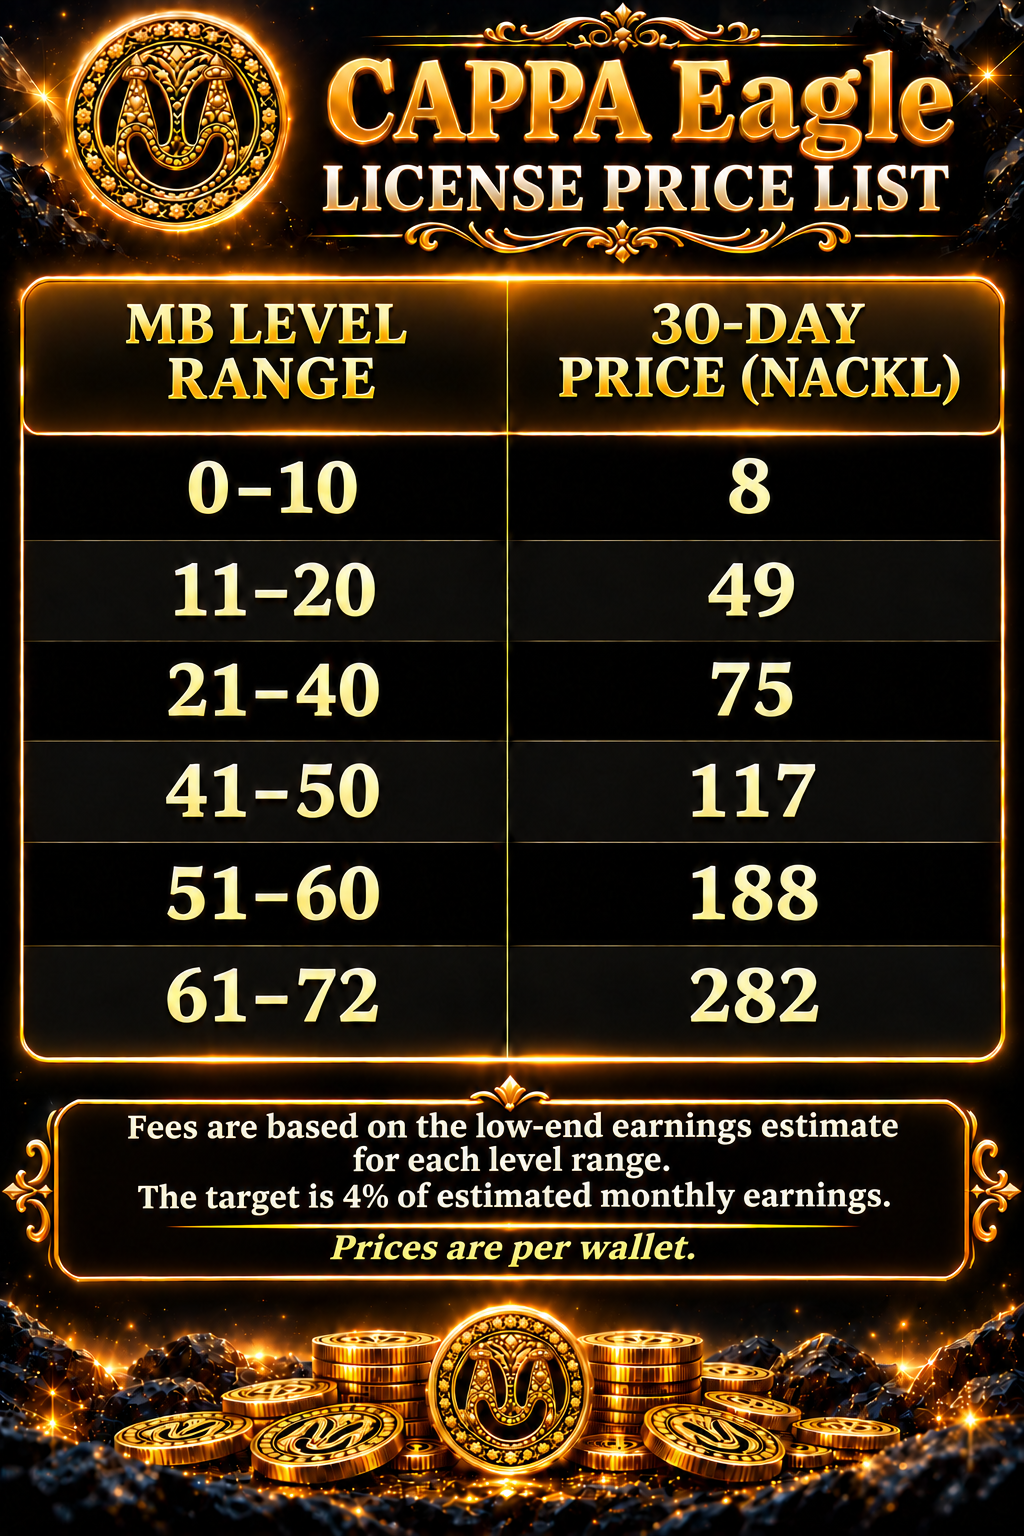 CAPPA Eagle
LICENSE PRICE LIST
MB LEVEL
RANGE
30-DAY
PRICE (NACKL)
0–10
8
11–20
49
21–40
75
41–50
117
51–60
188
61–72
282
Fees are based on the low-end earnings estimate
for each level range.
The target is 4% of estimated monthly earnings.
Prices are per wallet.